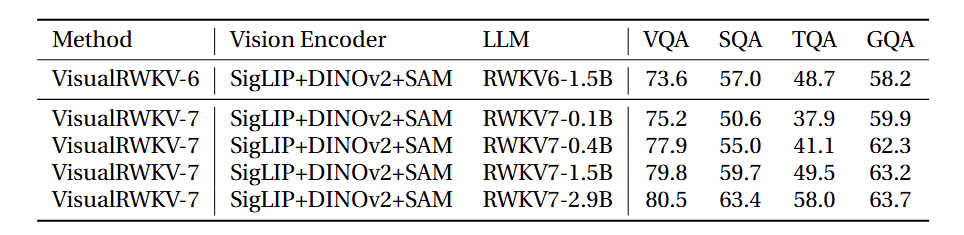 Method Vision Encoder LLM VQA SQA TQA GQA
VisualRWKV-6 SigLIP+DINOv2+SAM RWKV6-1.5B 73.6 57.0 48.7 58.2
VisualRWKV-7 SigLIP+DINOv2+SAM RWKV7-0.1B 75.2 50.6 37.9 59.9
VisualRWKV-7 SigLIP+DINOv2+SAM RWKV7-0.4B 77.9 55.0 41.1 62.3
VisualRWKV-7 SigLIP+DINOv2+SAM RWKV7-1.5B 79.8 59.7 49.5 63.2
VisualRWKV-7 SigLIP+DINOv2+SAM RWKV7-2.9B 80.5 63.4 58.0 63.7